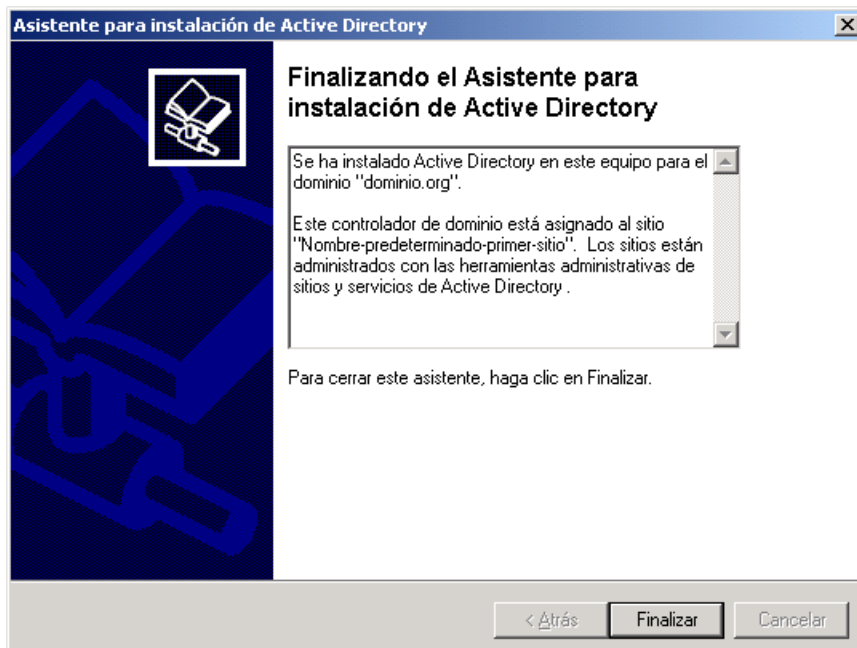 Asistente para instalación de Active Directory
Finalizando el Asistente para
instalación de Active Directory
Se ha instalado Active Directory en este equipo para el
dominio "dominio.org".
Este controlador de dominio está asignado al sitio
"Nombre-predeterminado-primer-sitio".  Los sitios están
administrados con las herramientas administrativas de
sitios y servicios de Active Directory .
Para cerrar este asistente, haga clic en Finalizar.
< Atrás
Finalizar
Cancelar